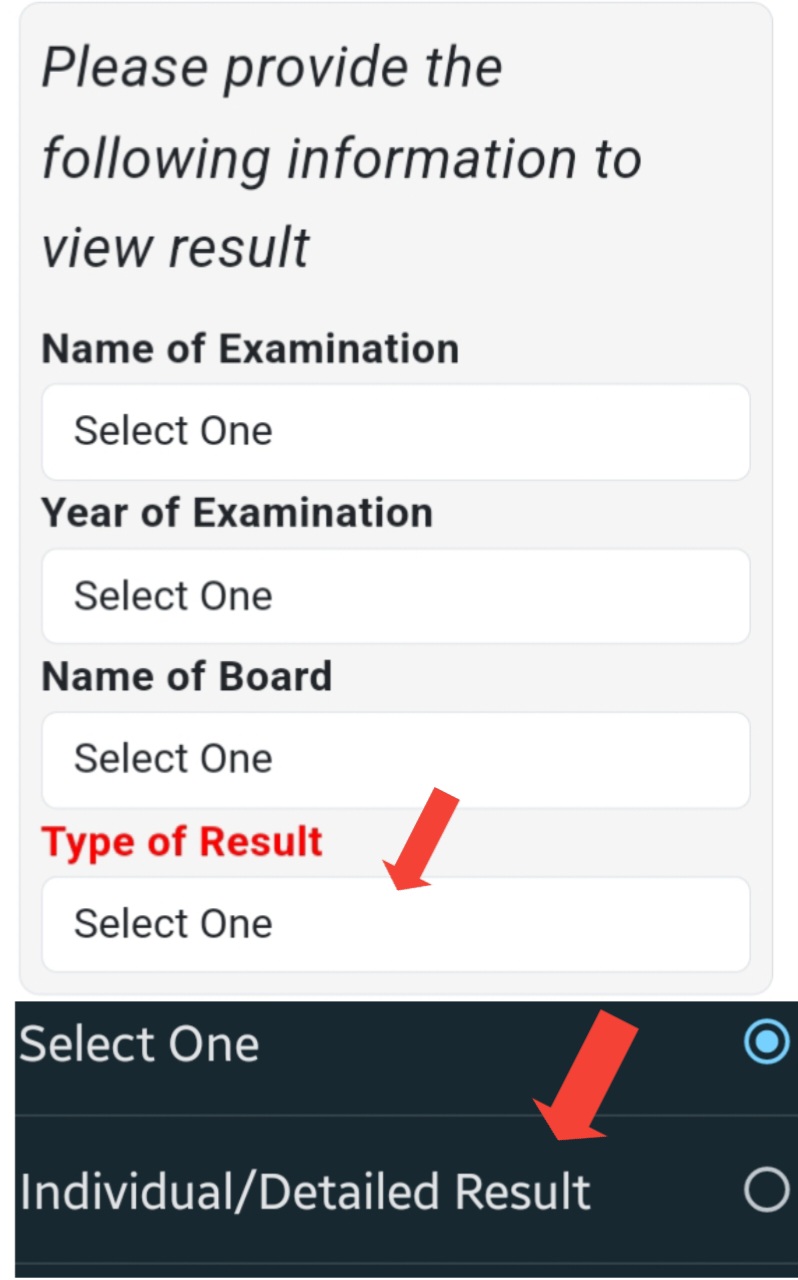 Please provide the
following information to
view result
Name of Examination
Select One
Year of Examination
Select One
Name of Board
Select One
Type of Result
Select One
Select One
Individual/Detailed Result